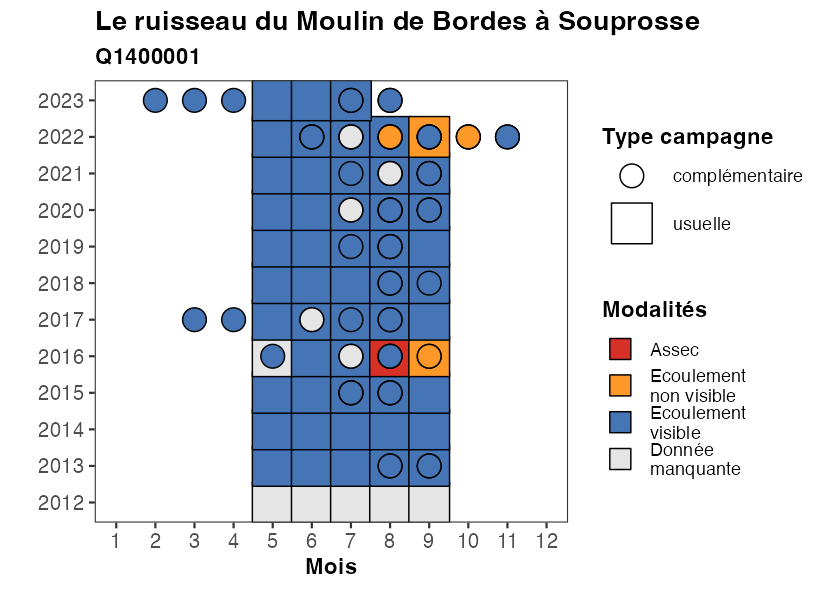 Le ruisseau du Moulin de Bordes à Souprosse
Q1400001
2023
2022
2021
2020
2019
2018
2017
2016
2015
2014
2013
2012
1 2 3 4 5 6 7 8 9 10 11 12
Mois
Type campagne
complémentaire
usuelle
Modalités
Assec
Ecoulement
non visible
Ecoulement
visible
Donnée
manquante